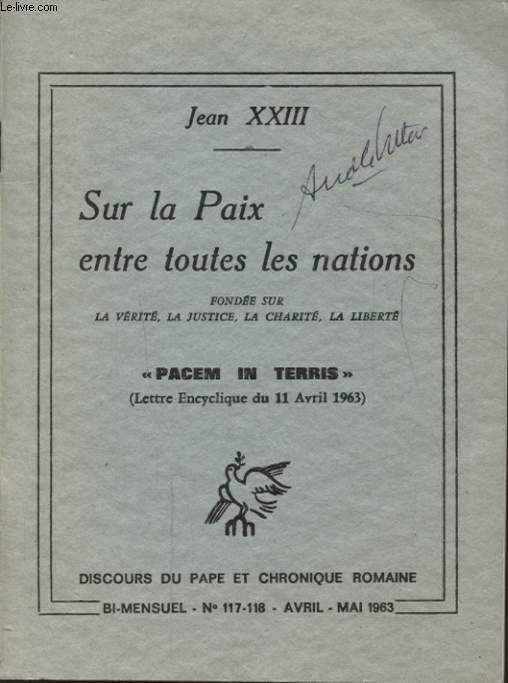 Le-livre.com
Jean XXIII
Sur la Paix
entre toutes les nations
FONDÉE SUR
LA VÉRITÉ, LA JUSTICE, LA CHARITÉ, LA LIBERTÉ
« PACEM IN TERRIS »
(Lettre Encyclique du 11 Avril 1963)
DISCOURS DU PAPE ET CHRONIQUE ROMAINE
BI-MENSUEL - Nº 117-118 - AVRIL - MAI 1963